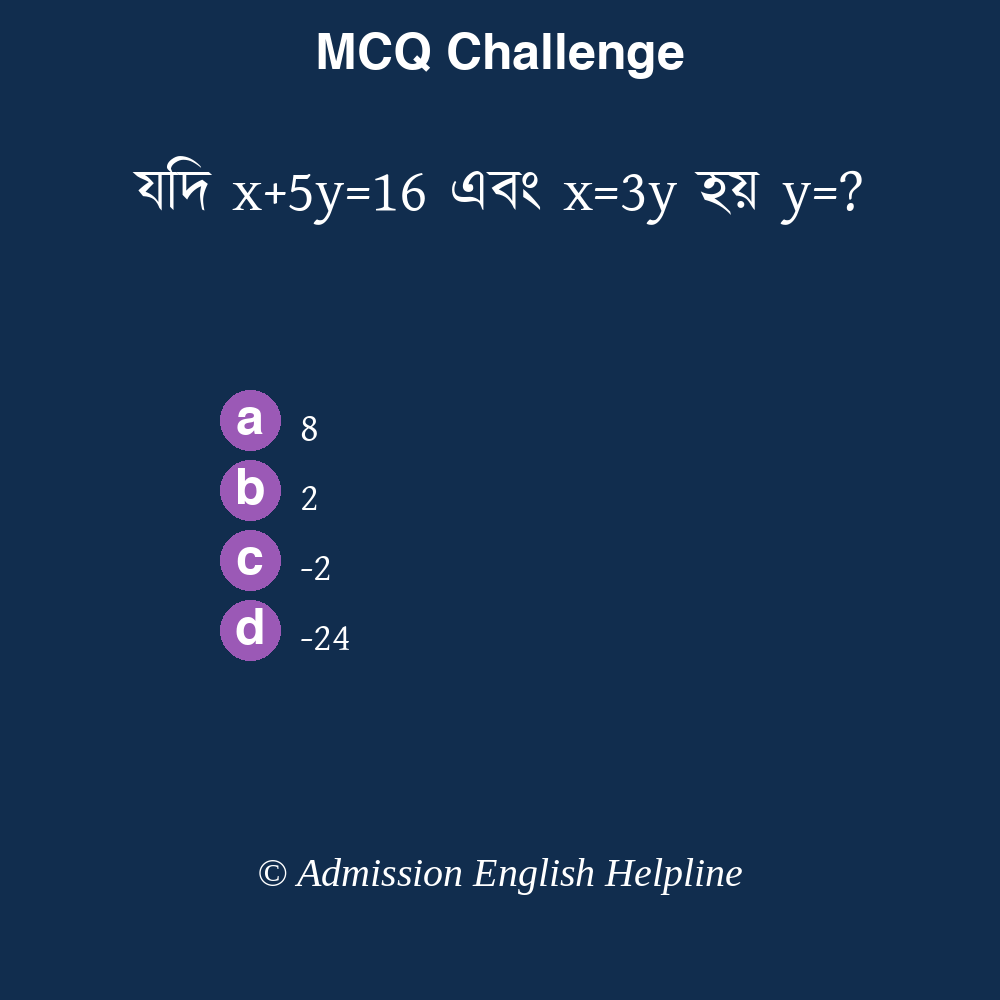 MCQ Challenge
যদি x+5y=16 এবং x=3y হয় y=?
a 8
b 2
c -2
d -24
© Admission English Helpline